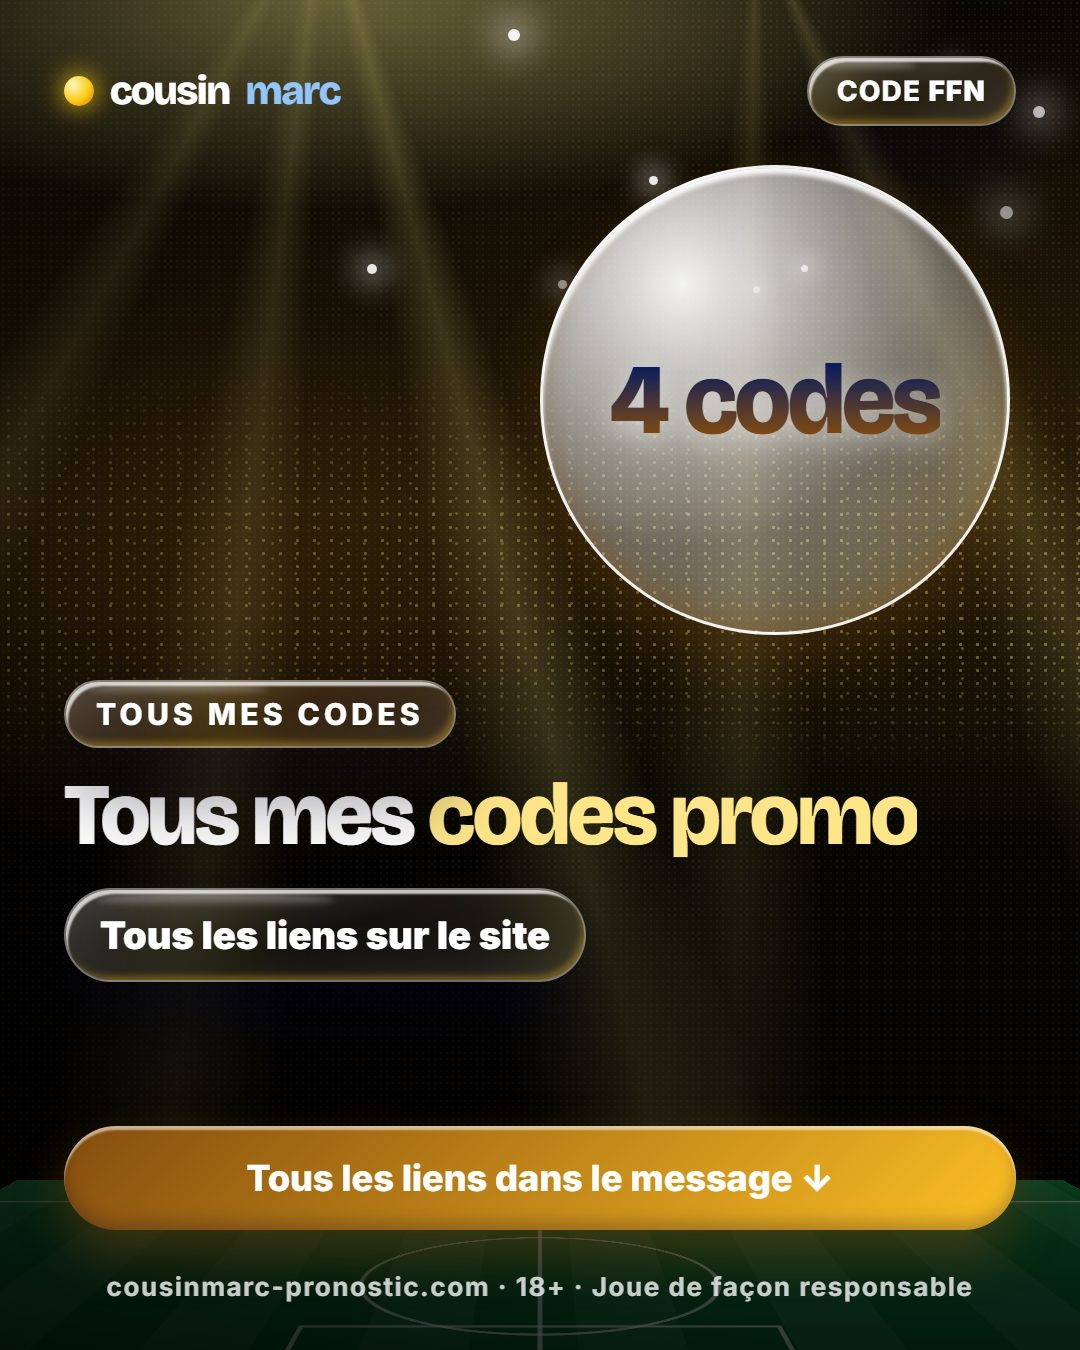 cousin marc
CODE FFN
4 codes
TOUS MES CODES
Tous mes codes promo
Tous les liens sur le site
Tous les liens dans le message ↓
cousinmarc-pronostic.com · 18+ · Joue de façon responsable